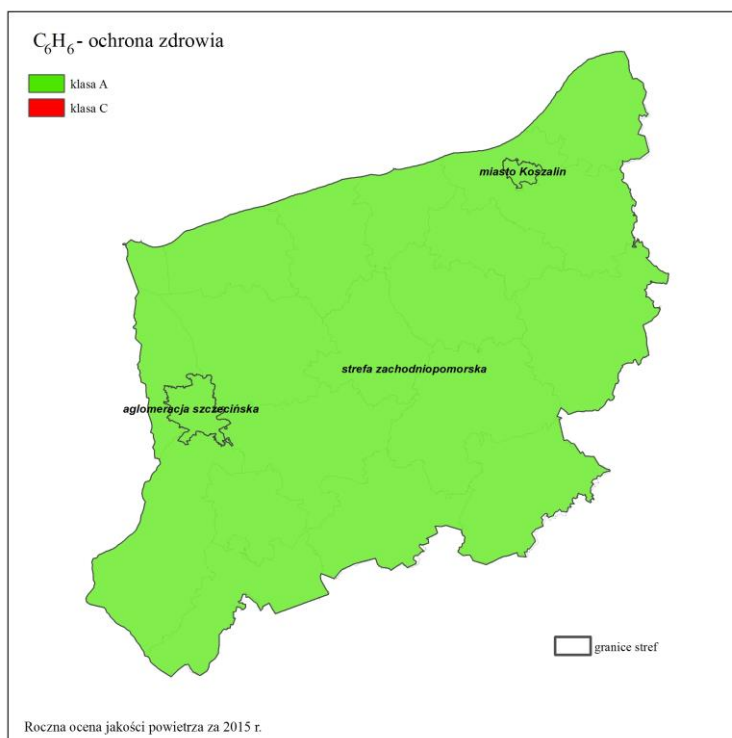 C₆H₆ - ochrona zdrowia
klasa A
klasa C
miasto Koszalin
strefa zachodniopomorska
aglomeracja szczecińska
granice stref
Roczna ocena jakości powietrza za 2015 r.